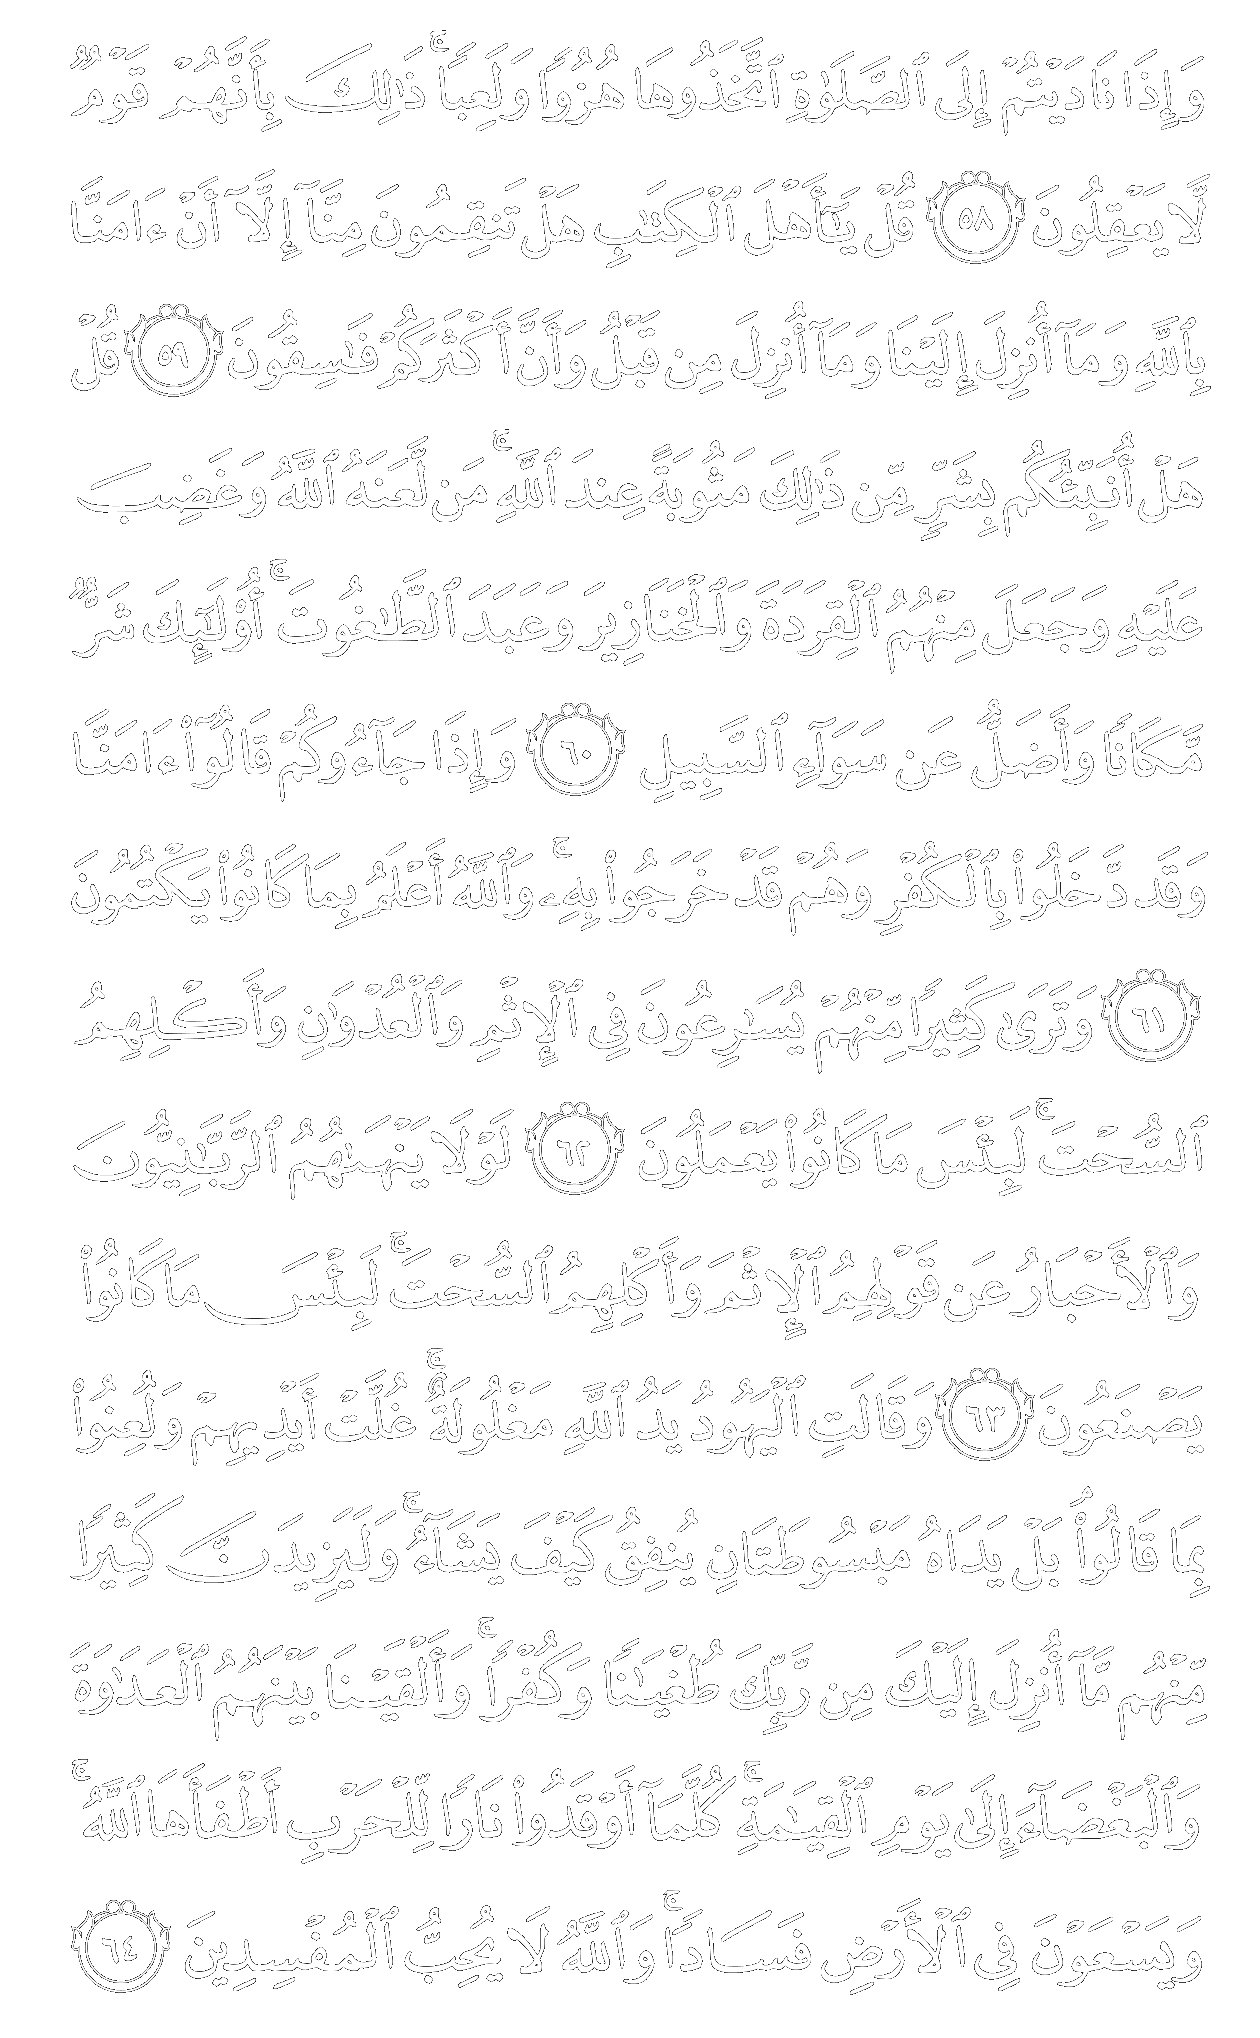 وَإِذَا نَادَيْتُمْ إِلَى ٱلصَّلَوٰةِ ٱتَّخَذُوهَا هُزُوًا وَلَعِبًا ۚ ذَٰلِكَ بِأَنَّهُمْ قَوْمٌ
لَّا يَعْقِلُونَ ٥٨ قُلْ يَـٰٓأَهْلَ ٱلْكِتَـٰبِ هَلْ تَنقِمُونَ مِنَّآ إِلَّآ أَنْ ءَامَنَّا
بِٱللَّهِ وَمَآ أُنزِلَ إِلَيْنَا وَمَآ أُنزِلَ مِن قَبْلُ وَأَنَّ أَكْثَرَكُمْ فَـٰسِقُونَ ٥٩ قُلْ
هَلْ أُنَبِّئُكُم بِشَرٍّ مِّن ذَٰلِكَ مَثُوبَةً عِندَ ٱللَّهِ ۚ مَن لَّعَنَهُ ٱللَّهُ وَغَضِبَ
عَلَيْهِ وَجَعَلَ مِنْهُمُ ٱلْقِرَدَةَ وَٱلْخَنَازِيرَ وَعَبَدَ ٱلطَّـٰغُوتَ ۚ أُو۟لَـٰٓئِكَ شَرٌّ
مَّكَانًا وَأَضَلُّ عَن سَوَآءِ ٱلسَّبِيلِ ٦٠ وَإِذَا جَآءُوكُمْ قَالُوٓا۟ ءَامَنَّا
وَقَد دَّخَلُوا۟ بِٱلْكُفْرِ وَهُمْ قَدْ خَرَجُوا۟ بِهِۦ ۚ وَٱللَّهُ أَعْلَمُ بِمَا كَانُوا۟ يَكْتُمُونَ
٦١ وَتَرَىٰ كَثِيرًا مِّنْهُمْ يُسَـٰرِعُونَ فِى ٱلْإِثْمِ وَٱلْعُدْوَٰنِ وَأَكْلِهِمُ
ٱلسُّحْتَ ۚ لَبِئْسَ مَا كَانُوا۟ يَعْمَلُونَ ٦٢ لَوْلَا يَنْهَىٰهُمُ ٱلرَّبَّـٰنِيُّونَ
وَٱلْأَحْبَارُ عَن قَوْلِهِمُ ٱلْإِثْمَ وَأَكْلِهِمُ ٱلسُّحْتَ ۚ لَبِئْسَ مَا كَانُوا۟
يَصْنَعُونَ ٦٣ وَقَالَتِ ٱلْيَهُودُ يَدُ ٱللَّهِ مَغْلُولَةٌ ۚ غُلَّتْ أَيْدِيهِمْ وَلُعِنُوا۟
بِمَا قَالُوا۟ ۘ بَلْ يَدَاهُ مَبْسُوطَتَانِ يُنفِقُ كَيْفَ يَشَآءُ ۚ وَلَيَزِيدَنَّ كَثِيرًا
مِّنْهُم مَّآ أُنزِلَ إِلَيْكَ مِن رَّبِّكَ طُغْيَـٰنًا وَكُفْرًا ۚ وَأَلْقَيْنَا بَيْنَهُمُ ٱلْعَدَٰوَةَ
وَٱلْبَغْضَآءَ إِلَىٰ يَوْمِ ٱلْقِيَـٰمَةِ ۚ كُلَّمَآ أَوْقَدُوا۟ نَارًا لِّلْحَرْبِ أَطْفَأَهَا ٱللَّهُ ۚ
وَيَسْعَوْنَ فِى ٱلْأَرْضِ فَسَادًا ۚ وَٱللَّهُ لَا يُحِبُّ ٱلْمُفْسِدِينَ ٦٤